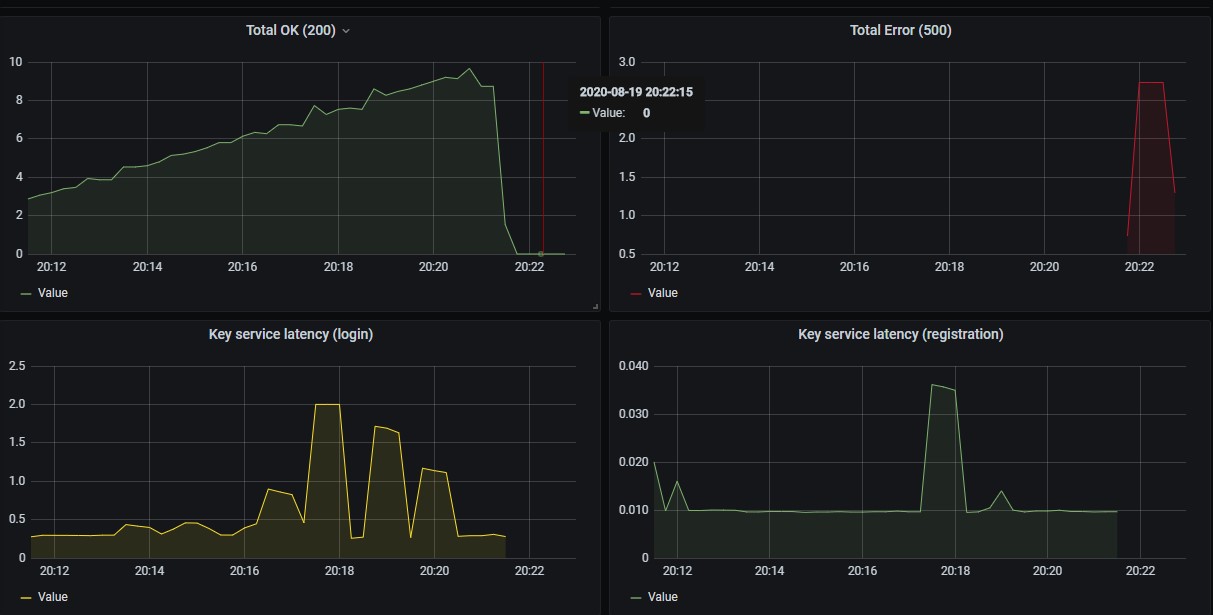 Total OK (200)
10
8
6
4
2
0
20:12 20:14 20:16 20:18 20:20 20:22
Value
Total Error (500)
3.0
2.0
1.5
1.0
0.5
20:12 20:14 20:16 20:18 20:20 20:22
Value
2020-08-19 20:22:15
Value: 0
Key service latency (login)
2.5
2.0
1.5
1.0
0.5
0
20:12 20:14 20:16 20:18 20:20 20:22
Value
Key service latency (registration)
0.040
0.030
0.020
0.010
0
20:12 20:14 20:16 20:18 20:20 20:22
Value